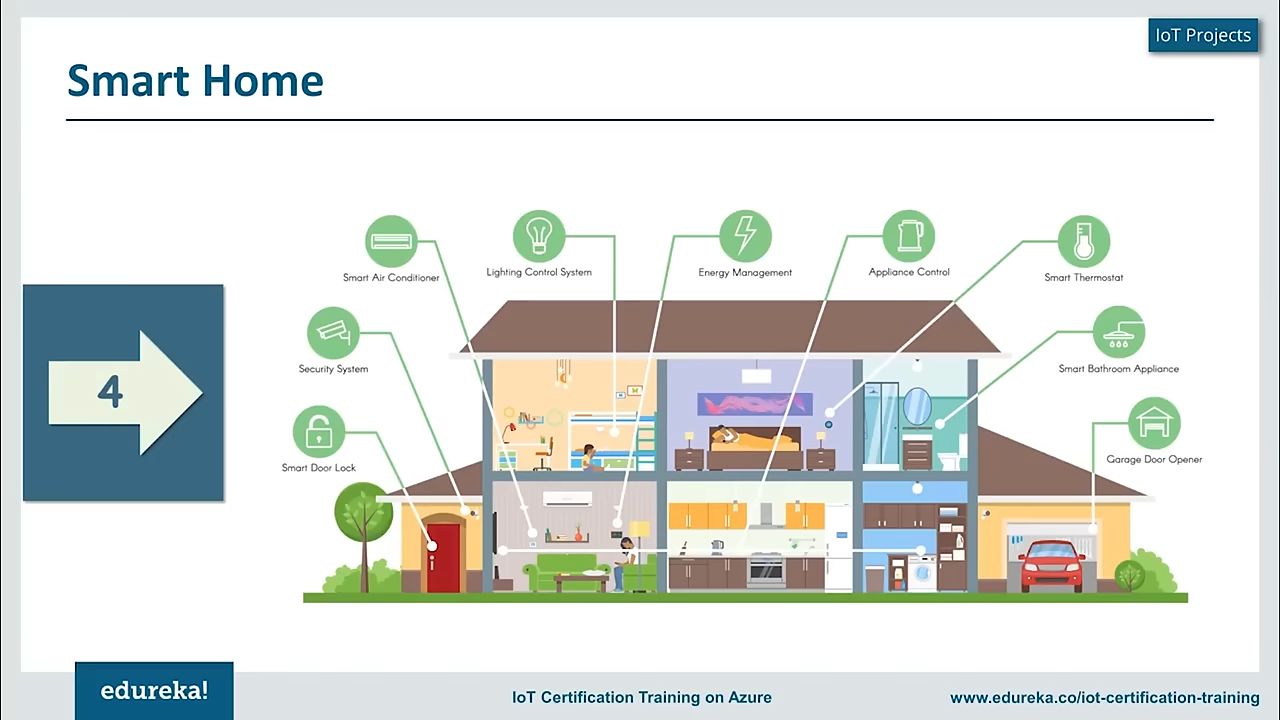 IoT Projects
Smart Home
Smart Air Conditioner
Lighting Control System
Energy Management
Appliance Control
Smart Thermostat
Security System
Smart Bathroom Appliance
4
Smart Door Lock
Garage Door Opener
edureka!
IoT Certification Training on Azure
www.edureka.co/iot-certification-training